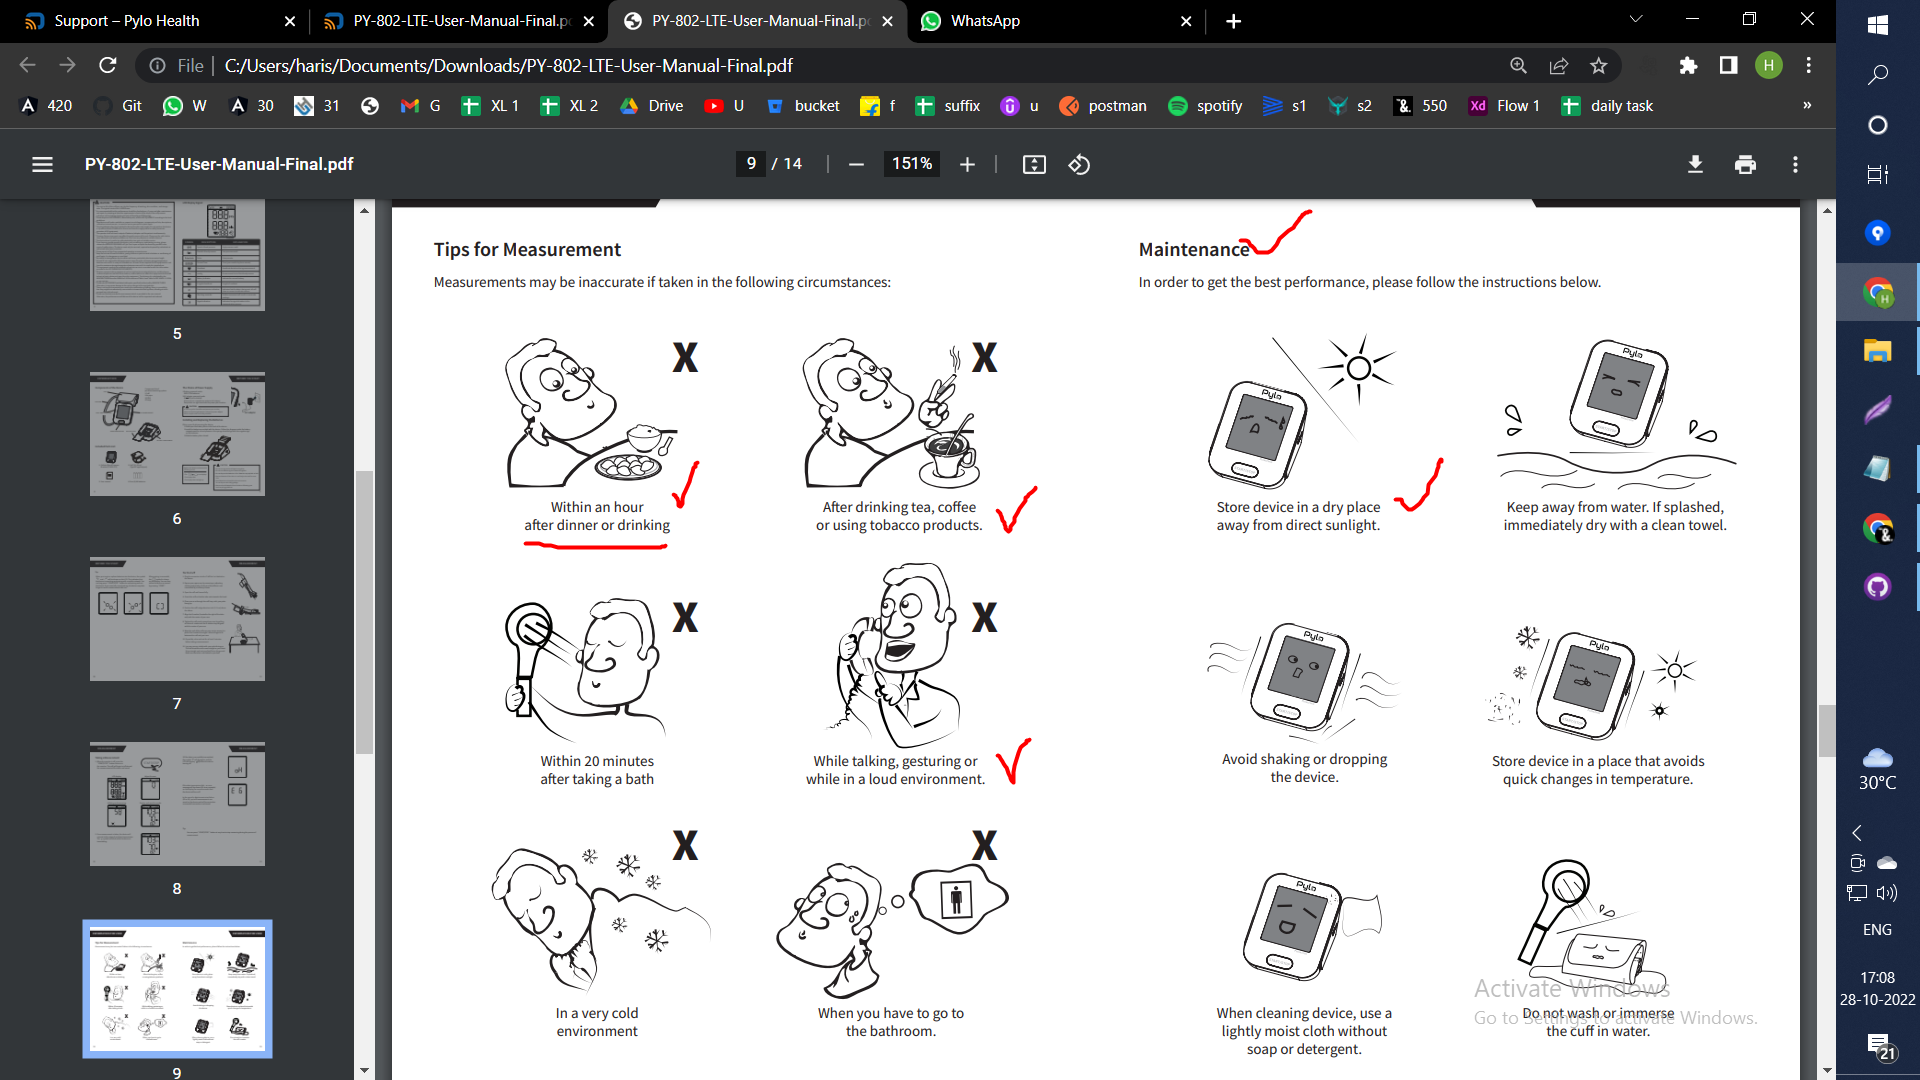 Support – Pylo Health
PY-802-LTE-User-Manual-Final.p
PY-802-LTE-User-Manual-Final.p
WhatsApp
File
C:/Users/haris/Documents/Downloads/PY-802-LTE-User-Manual-Final.pdf
H
420
Git
W
30
31
G
XL 1
XL 2
Drive
U
bucket
f
suffix
u
postman
spotify
s1
s2
550
Xd
Flow 1
daily task
»
PY-802-LTE-User-Manual-Final.pdf
9 / 14
151%
5
6
7
8
9
Tips for Measurement
Measurements may be inaccurate if taken in the following circumstances:
X
Within an hour
after dinner or drinking
X
After drinking tea, coffee
or using tobacco products.
X
Within 20 minutes
after taking a bath
X
While talking, gesturing or
while in a loud environment.
X
In a very cold
environment
X
When you have to go to
the bathroom.
Maintenance
In order to get the best performance, please follow the instructions below.
Pylo
Store device in a dry place
away from direct sunlight.
Pylo
Keep away from water. If splashed,
immediately dry with a clean towel.
Pylo
Avoid shaking or dropping
the device.
Pylo
Store device in a place that avoids
quick changes in temperature.
Pylo
When cleaning device, use a
lightly moist cloth without
soap or detergent.
Do not wash or immerse
the cuff in water.
Activate Windows
Go to Settings to activate Windows.
30°C
ENG
17:08
28-10-2022
21